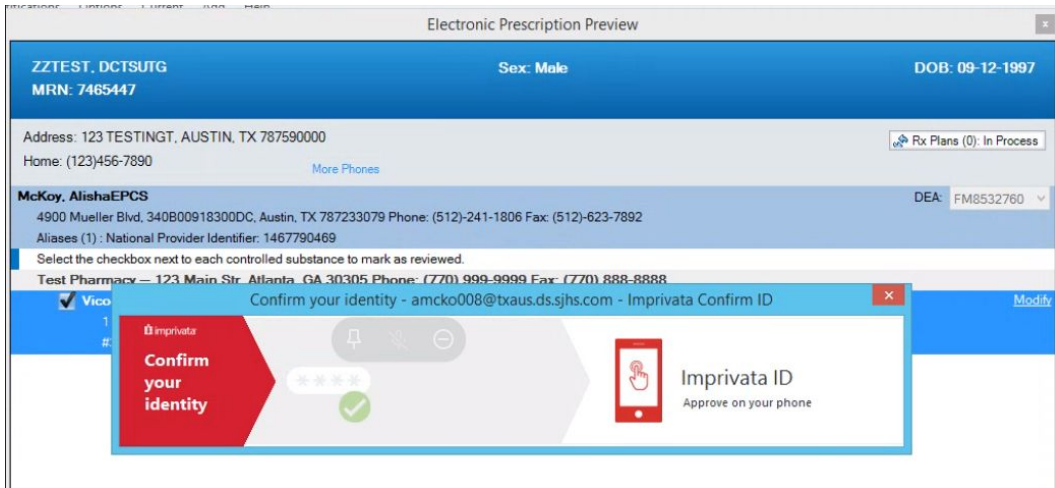 Electronic Prescription Preview
x
ZZTEST, DCTSUTG Sex: Male DOB: 09-12-1997
MRN: 7465447
Address: 123 TESTINGT, AUSTIN, TX 787590000
Rx Plans (0): In Process
Home: (123)456-7890 More Phones
McKoy, AlishaEPCS DEA: FM8532760
4900 Mueller Blvd, 340B00918300DC, Austin, TX 787233079 Phone: (512)-241-1806 Fax: (512)-623-7892
Aliases (1) : National Provider Identifier: 1467790469
Select the checkbox next to each controlled substance to mark as reviewed.
Test Pharmacy — 123 Main Str, Atlanta, GA 30305 Phone: (770) 999-9999 Fax: (770) 888-8888
Vico Modify
1
#
Confirm your identity - amcko008@txaus.ds.sjhs.com - Imprivata Confirm ID
imprivata
Confirm
your
identity
****
Imprivata ID
Approve on your phone